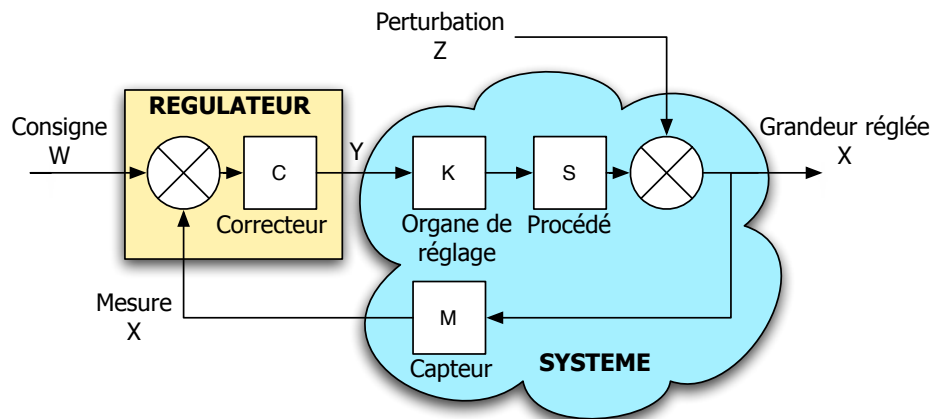 Perturbation
Z
REGULATEUR
Consigne
W
Y
Grandeur réglée
X
C
K
S
Correcteur
Organe de
réglage
Procédé
Mesure
X
M
Capteur
SYSTEME